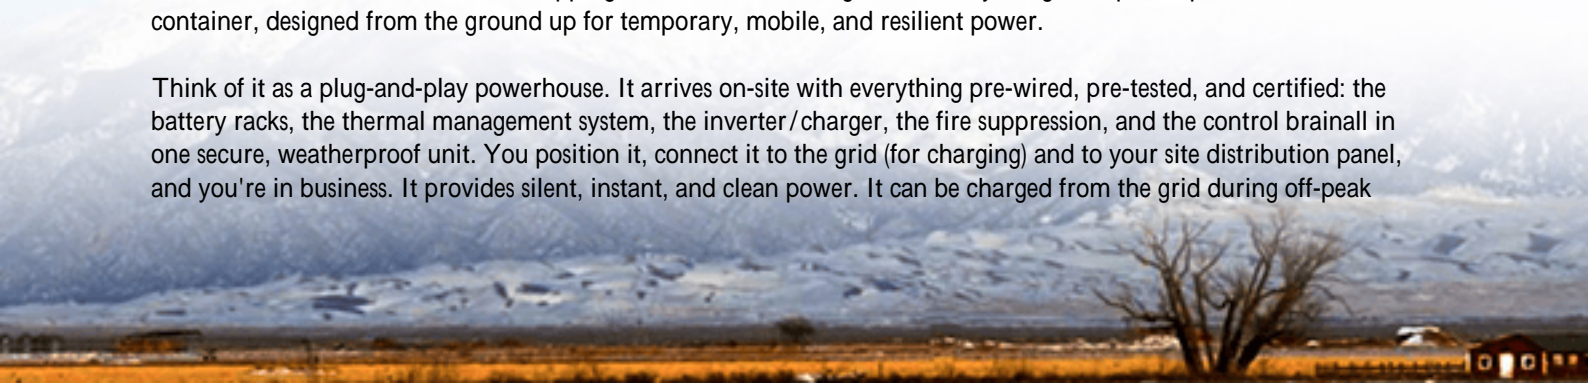 container, designed from the ground up for temporary, mobile, and resilient power.
Think of it as a plug-and-play powerhouse. It arrives on-site with everything pre-wired, pre-tested, and certified: the
battery racks, the thermal management system, the inverter/charger, the fire suppression, and the control brainall in
one secure, weatherproof unit. You position it, connect it to the grid (for charging) and to your site distribution panel,
and you're in business. It provides silent, instant, and clean power. It can be charged from the grid during off-peak